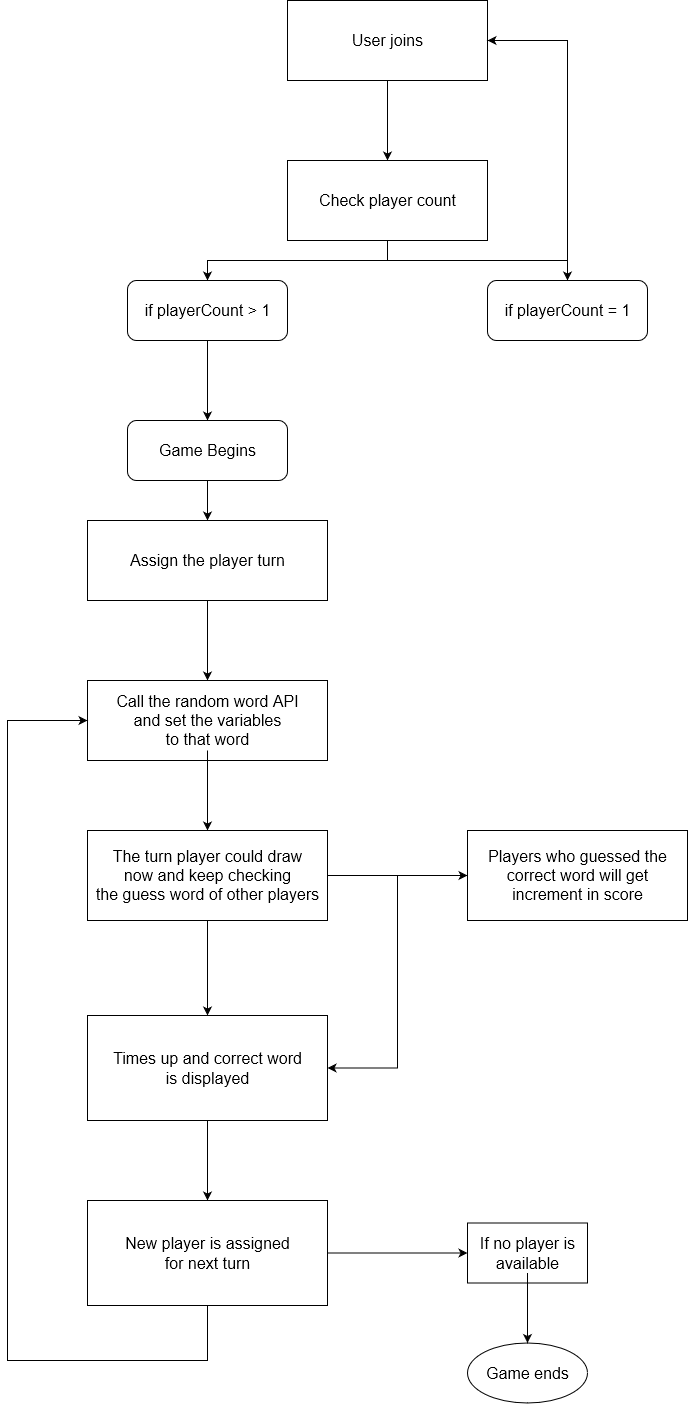 User joins
Check player count
if playerCount > 1
if playerCount = 1
Game Begins
Assign the player turn
Call the random word API
and set the variables
to that word
The turn player could draw
now and keep checking
the guess word of other players
Players who guessed the
correct word will get
increment in score
Times up and correct word
is displayed
New player is assigned
for next turn
If no player is
available
Game ends